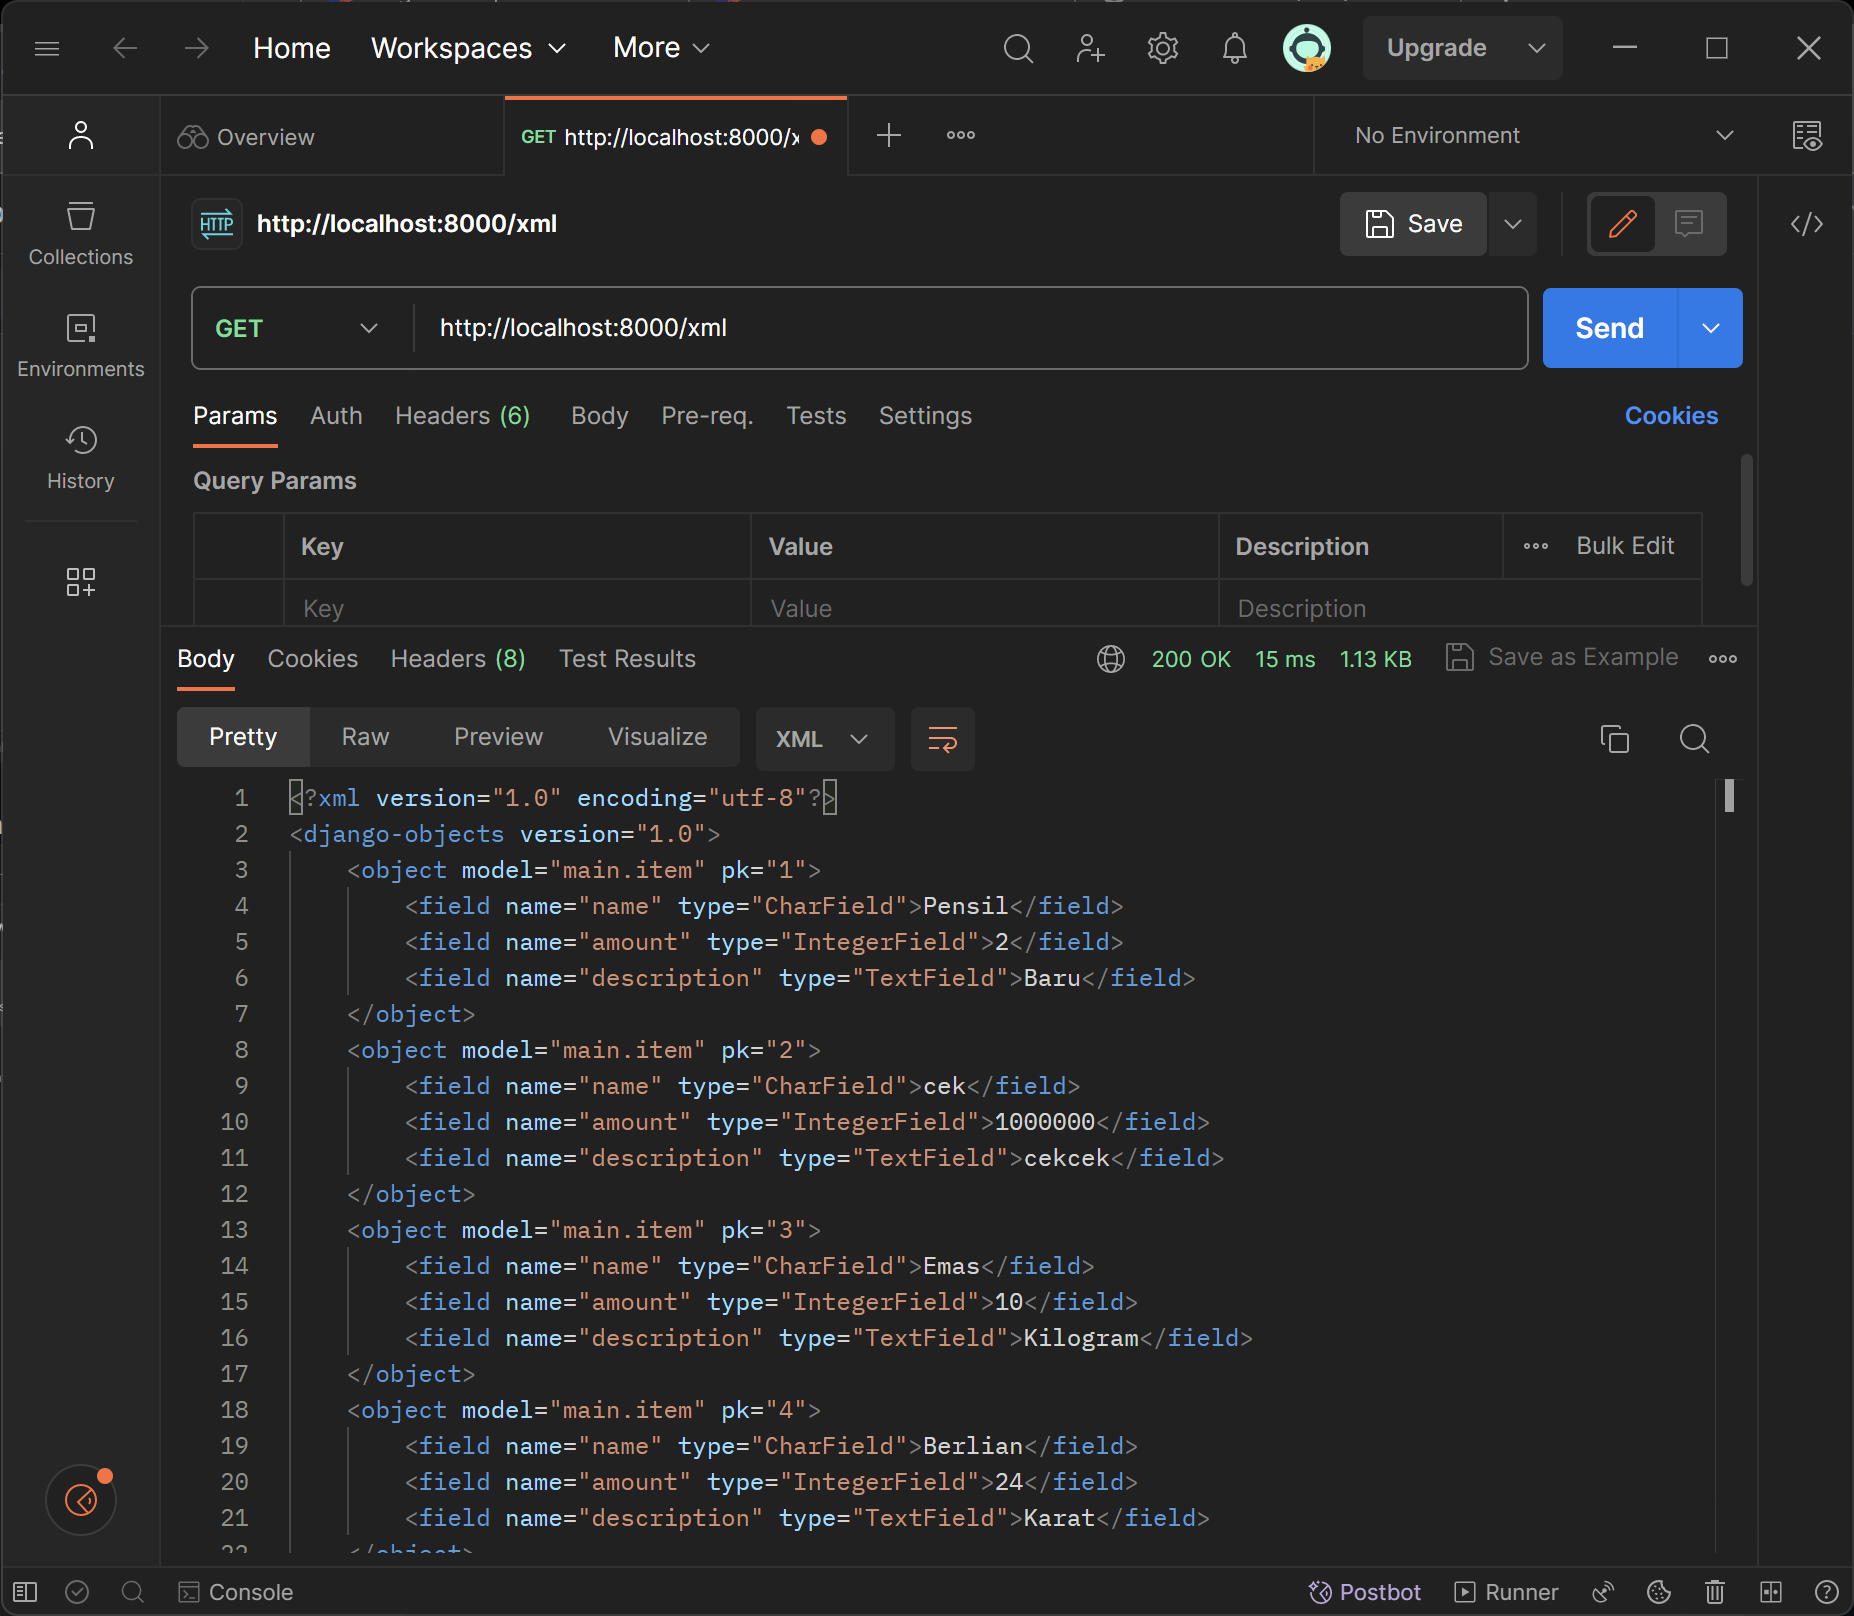 Home Workspaces More Upgrade
Overview GET http://localhost:8000/x No Environment
HTTP http://localhost:8000/xml Save
Collections
GET http://localhost:8000/xml Send
Environments
Params Auth Headers (6) Body Pre-req. Tests Settings Cookies
History
Query Params
Key Value Description Bulk Edit
Key Value Description
Body Cookies Headers (8) Test Results 200 OK 15 ms 1.13 KB Save as Example
Pretty Raw Preview Visualize XML
1 <?xml version="1.0" encoding="utf-8"?>
2 <django-objects version="1.0">
3 <object model="main.item" pk="1">
4 <field name="name" type="CharField">Pensil</field>
5 <field name="amount" type="IntegerField">2</field>
6 <field name="description" type="TextField">Baru</field>
7 </object>
8 <object model="main.item" pk="2">
9 <field name="name" type="CharField">cek</field>
10 <field name="amount" type="IntegerField">1000000</field>
11 <field name="description" type="TextField">cekcek</field>
12 </object>
13 <object model="main.item" pk="3">
14 <field name="name" type="CharField">Emas</field>
15 <field name="amount" type="IntegerField">10</field>
16 <field name="description" type="TextField">Kilogram</field>
17 </object>
18 <object model="main.item" pk="4">
19 <field name="name" type="CharField">Berlian</field>
20 <field name="amount" type="IntegerField">24</field>
21 <field name="description" type="TextField">Karat</field>
22 </object>
Console Postbot Runner